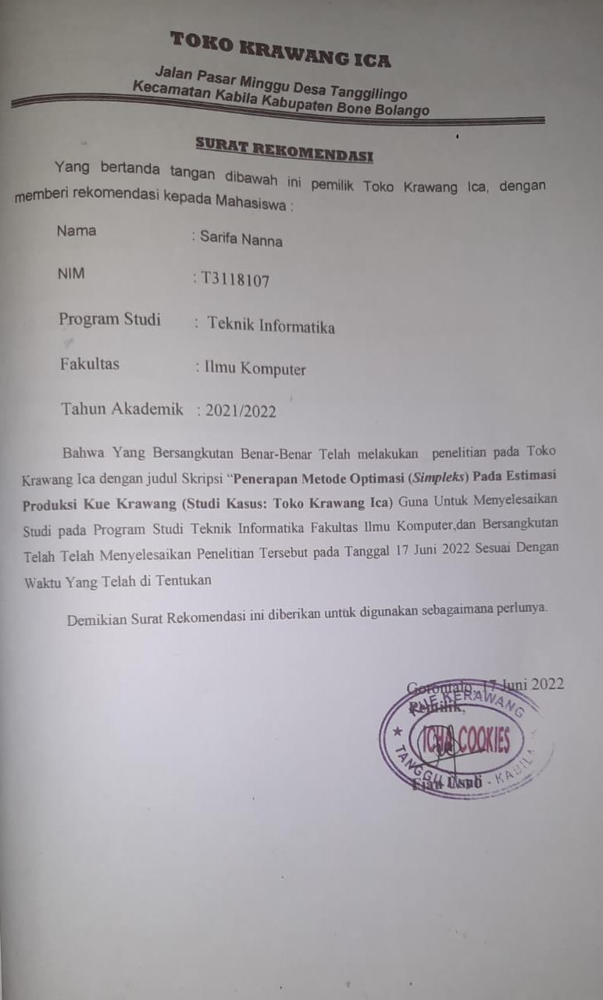 TOKO KRAWANG ICA
Jalan Pasar Minggu Desa Tanggilingo
Kecamatan Kabila Kabupaten Bone Bolango
SURAT REKOMENDASI
Yang bertanda tangan dibawah ini pemilik Toko Krawang Ica, dengan
memberi rekomendasi kepada Mahasiswa :
Nama : Sarifa Nanna
NIM : T3118107
Program Studi : Teknik Informatika
Fakultas : Ilmu Komputer
Tahun Akademik : 2021/2022
Bahwa Yang Bersangkutan Benar-Benar Telah melakukan penelitian pada Toko
Krawang Ica dengan judul Skripsi “Penerapan Metode Optimasi (Simpleks) Pada Estimasi
Produksi Kue Krawang (Studi Kasus: Toko Krawang Ica) Guna Untuk Menyelesaikan
Studi pada Program Studi Teknik Informatika Fakultas Ilmu Komputer,dan Bersangkutan
Telah Telah Menyelesaikan Penelitian Tersebut pada Tanggal 17 Juni 2022 Sesuai Dengan
Waktu Yang Telah di Tentukan
Demikian Surat Rekomendasi ini diberikan untuk digunakan sebagaimana perlunya.
Gorontalo, 17 Juni 2022
Pemilik,
KUE KERAWANG
ICHA COOKIES
KABILA